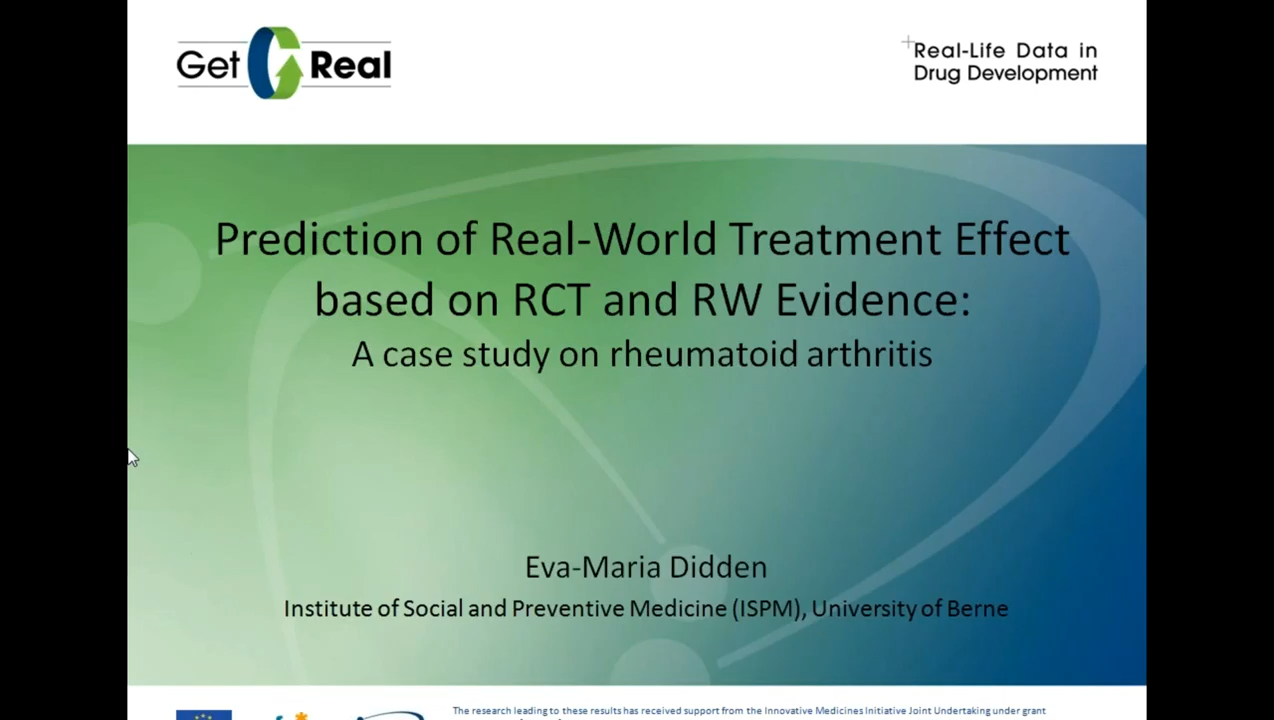 Get Real
Real-Life Data in
Drug Development
Prediction of Real-World Treatment Effect
based on RCT and RW Evidence:
A case study on rheumatoid arthritis
Eva-Maria Didden
Institute of Social and Preventive Medicine (ISPM), University of Berne
The research leading to these results has received support from the Innovative Medicines Initiative Joint Undertaking under grant